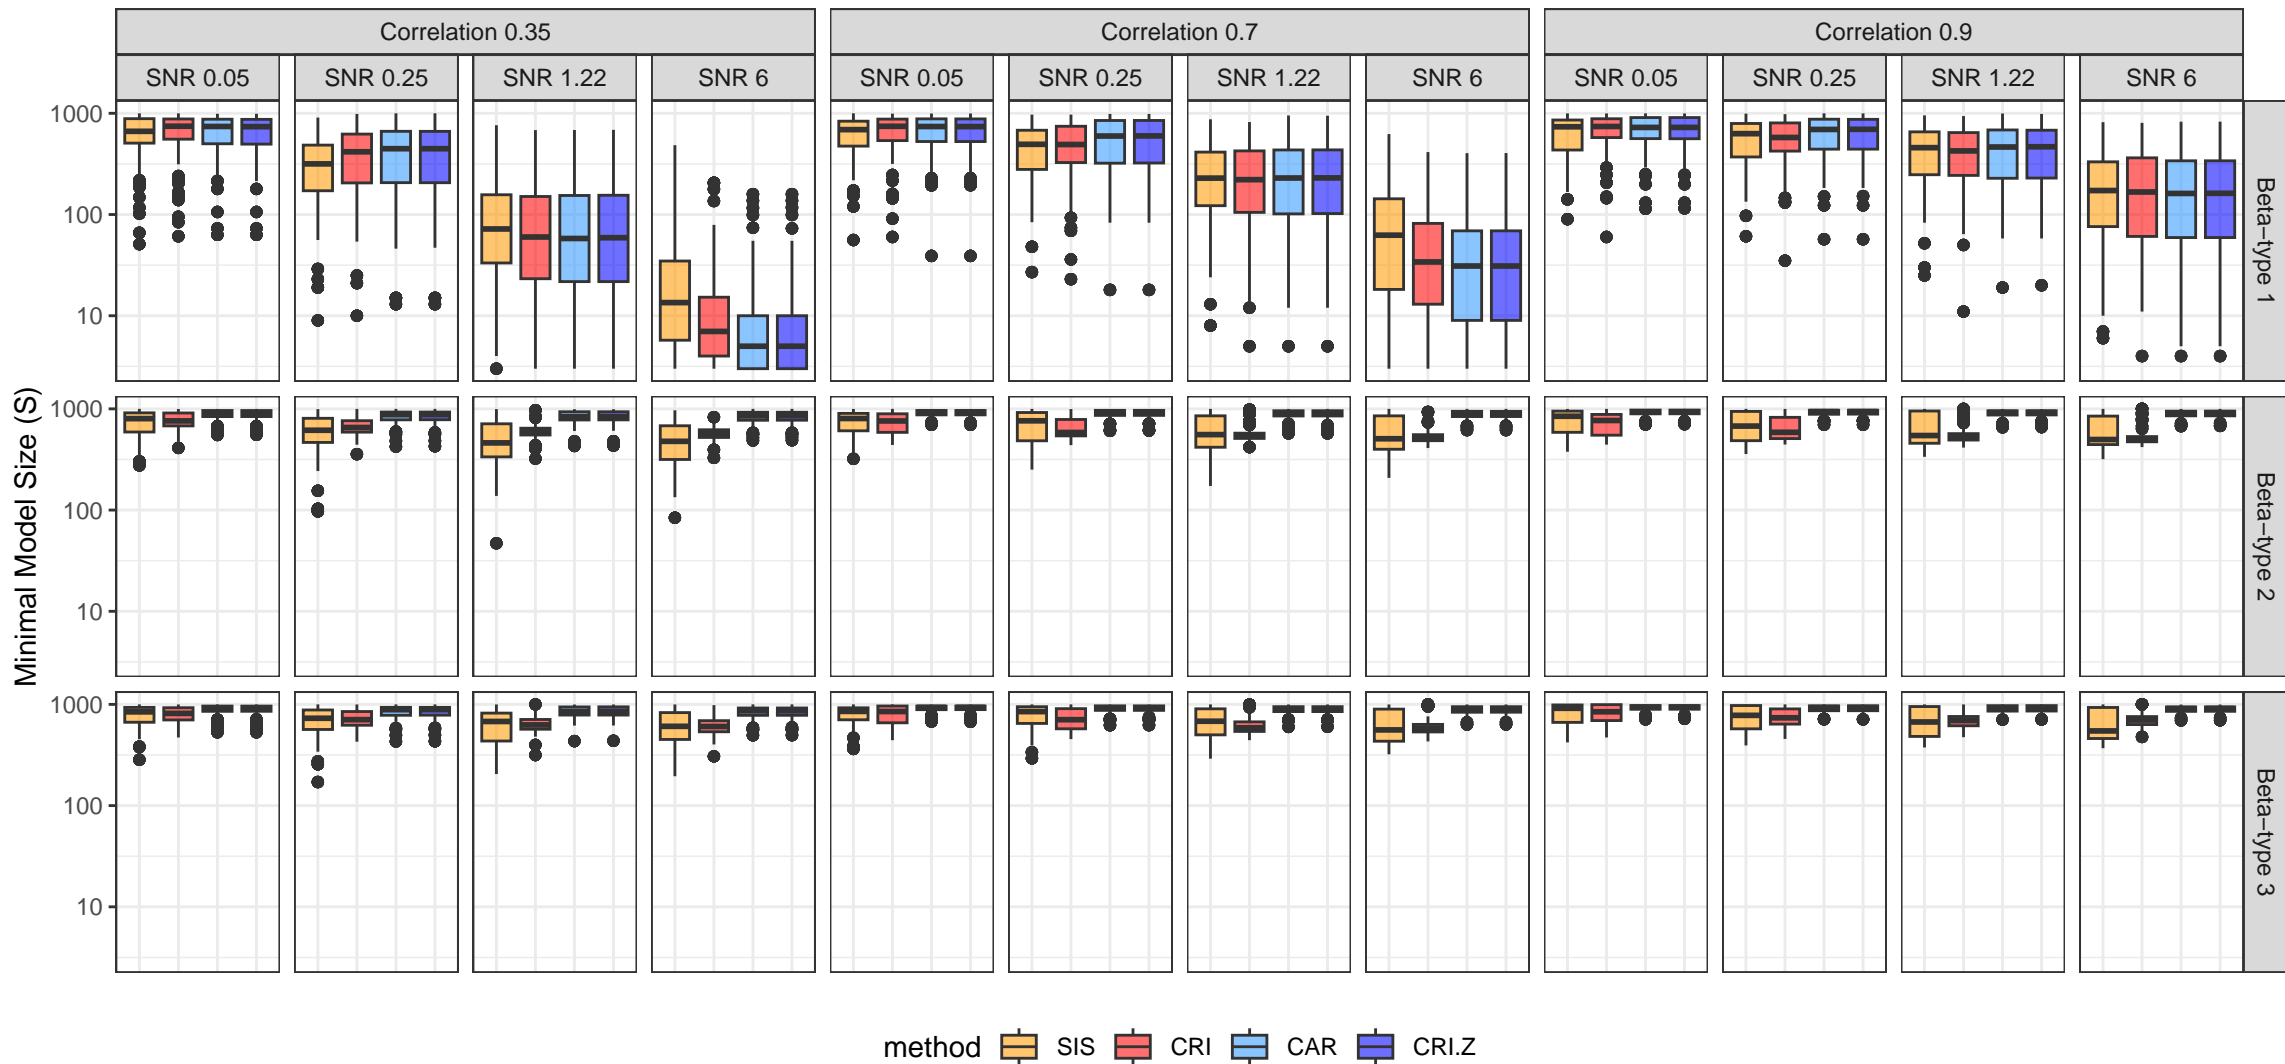 Correlation 0.35 Correlation 0.7 Correlation 0.9
SNR 0.05 SNR 0.25 SNR 1.22 SNR 6 SNR 0.05 SNR 0.25 SNR 1.22 SNR 6 SNR 0.05 SNR 0.25 SNR 1.22 SNR 6
Minimal Model Size (S)
1000
100
10
Beta−type 1
1000
100
10
Beta−type 2
1000
100
10
Beta−type 3
method SIS CRI CAR CRI.Z